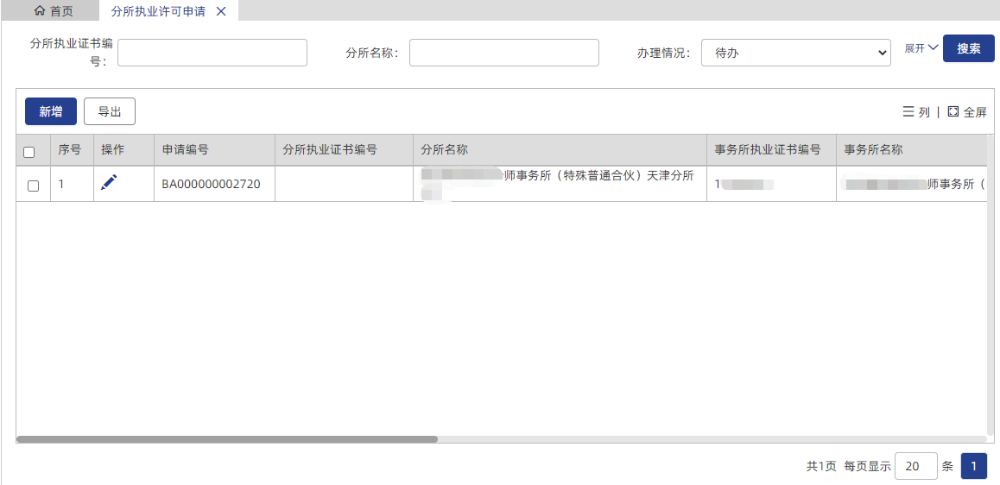 首页
分所执业许可申请
分所执业证书编号：
分所名称：
办理情况：
待办
展开
搜索
新增
导出
列
全屏
序号
操作
申请编号
分所执业证书编号
分所名称
事务所执业证书编号
事务所名称
1
BA000000002720
师事务所（特殊普通合伙）天津分所
1
师事务所（
共1页 每页显示 20 条 1